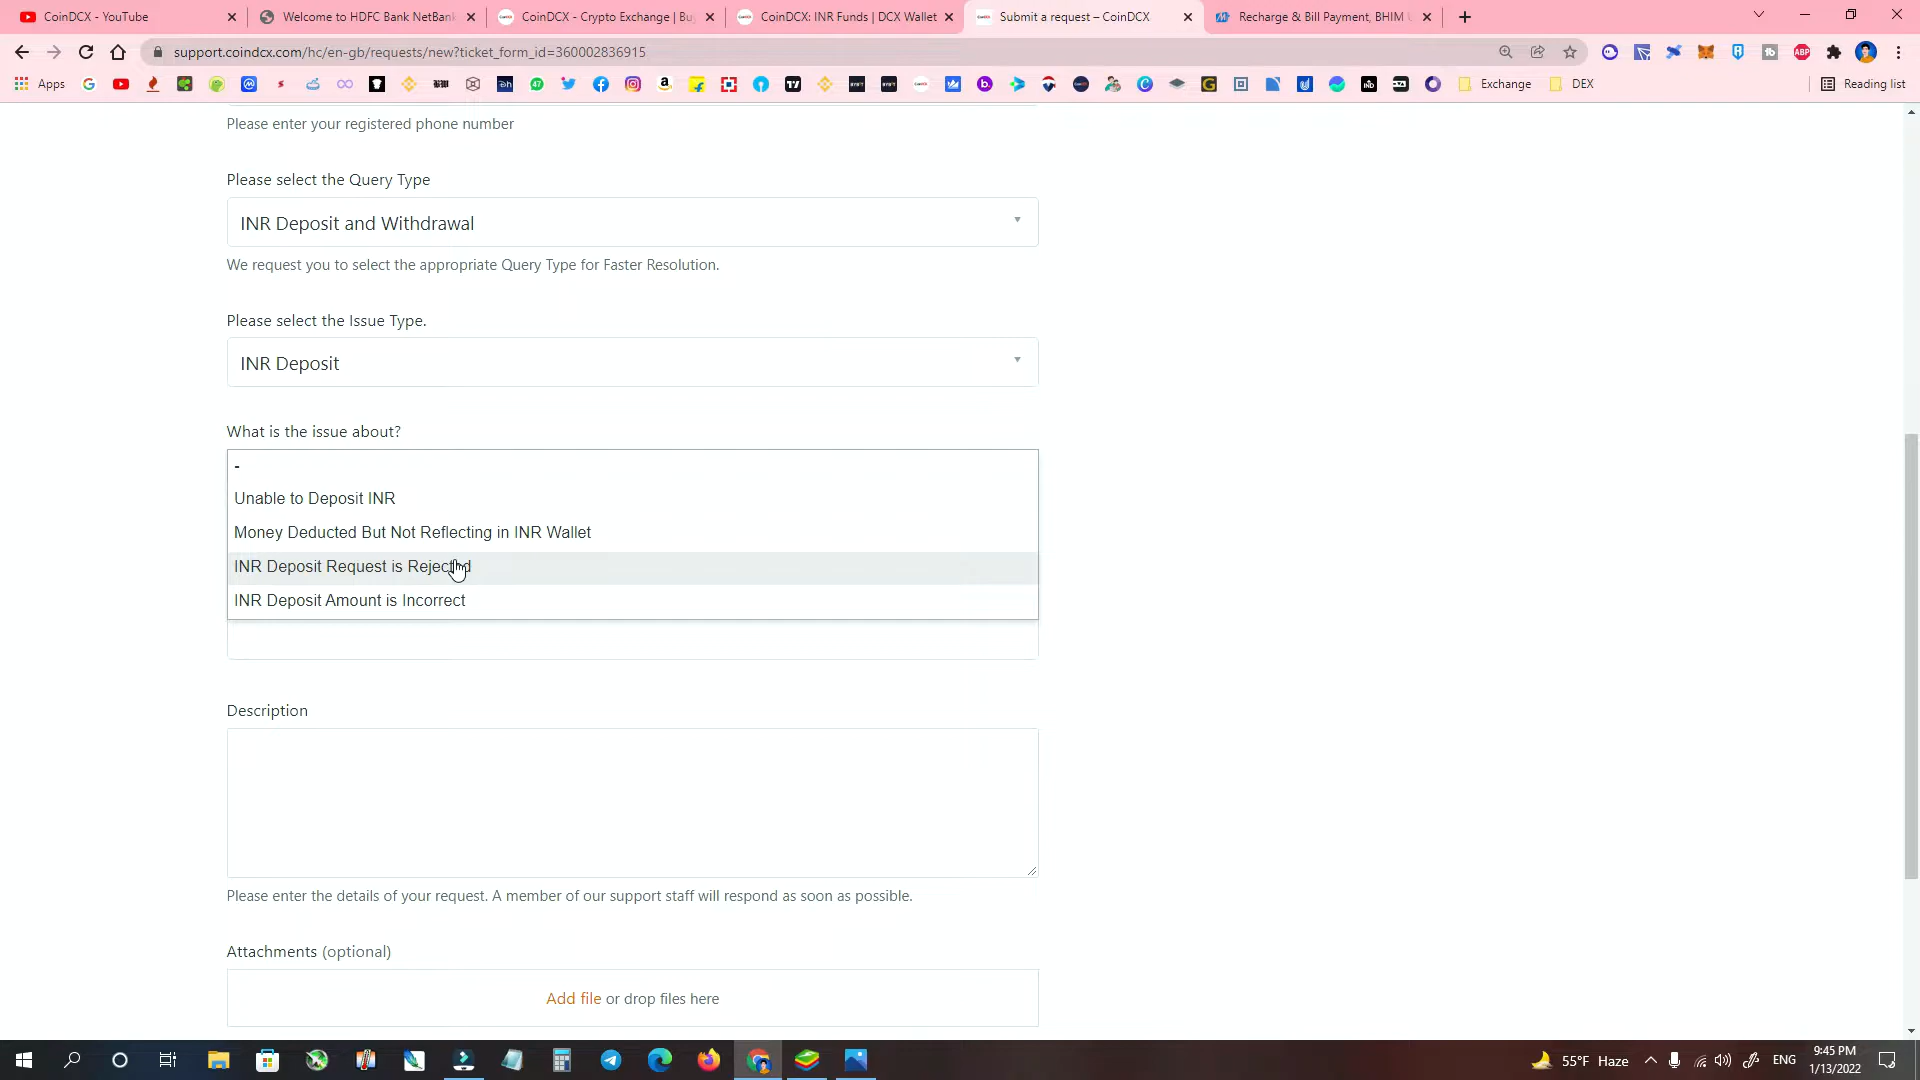 CoinDCX - YouTube
Welcome to HDFC Bank NetBank
CoinDCX - Crypto Exchange | Bu
CoinDCX: INR Funds | DCX Wallet
Submit a request – CoinDCX
Recharge & Bill Payment, BHIM U
support.coindcx.com/hc/en-gb/requests/new?ticket_form_id=360002836915
Apps
Exchange
DEX
Reading list
Please enter your registered phone number
Please select the Query Type
INR Deposit and Withdrawal
We request you to select the appropriate Query Type for Faster Resolution.
Please select the Issue Type.
INR Deposit
What is the issue about?
-
Unable to Deposit INR
Money Deducted But Not Reflecting in INR Wallet
INR Deposit Request is Rejected
INR Deposit Amount is Incorrect
Description
Please enter the details of your request. A member of our support staff will respond as soon as possible.
Attachments (optional)
Add file or drop files here
55°F Haze
ENG
9:45 PM
1/13/2022